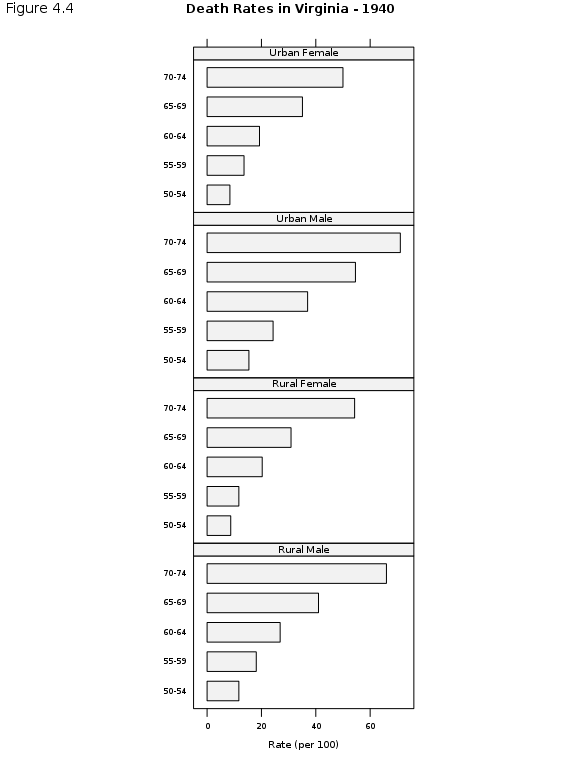 Figure 4.4
Death Rates in Virginia - 1940
Urban Female
70-74
65-69
60-64
55-59
50-54
Urban Male
70-74
65-69
60-64
55-59
50-54
Rural Female
70-74
65-69
60-64
55-59
50-54
Rural Male
70-74
65-69
60-64
55-59
50-54
0 20 40 60
Rate (per 100)